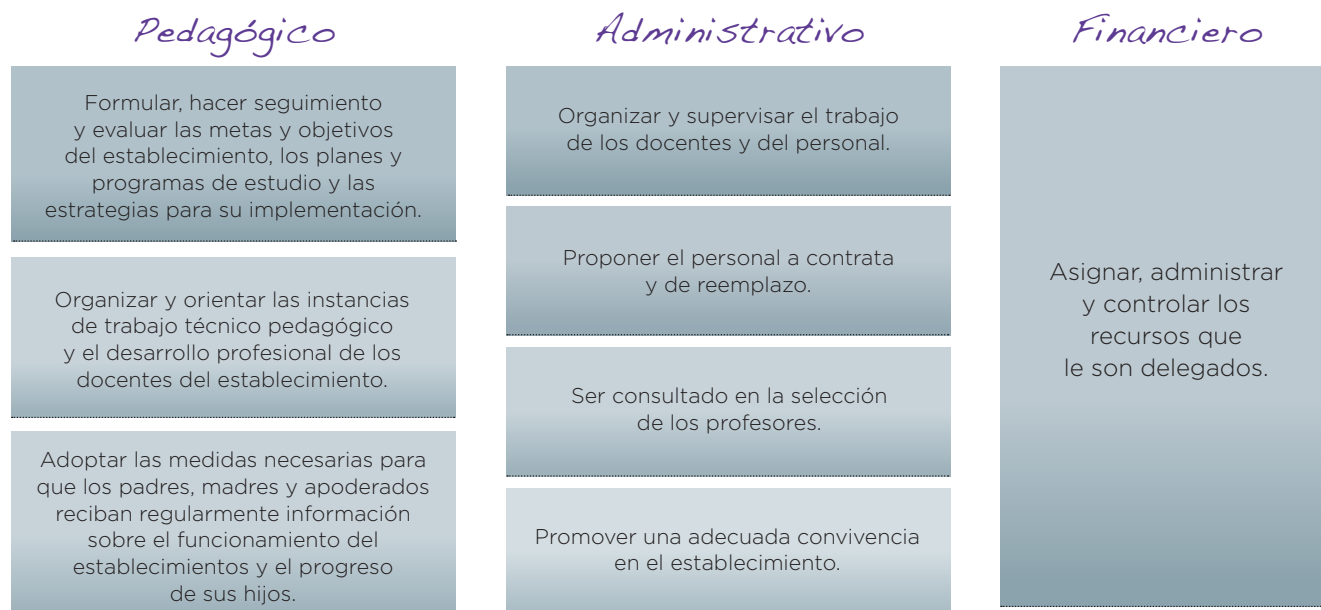 Pedagógico
Formular, hacer seguimiento
y evaluar las metas y objetivos
del establecimiento, los planes y
programas de estudio y las
estrategias para su implementación.
Organizar y orientar las instancias
de trabajo técnico pedagógico
y el desarrollo profesional de los
docentes del establecimiento.
Adoptar las medidas necesarias para
que los padres, madres y apoderados
reciban regularmente información
sobre el funcionamiento del
establecimientos y el progreso
de sus hijos.
Administrativo
Organizar y supervisar el trabajo
de los docentes y del personal.
Proponer el personal a contrata
y de reemplazo.
Ser consultado en la selección
de los profesores.
Promover una adecuada convivencia
en el establecimiento.
Financiero
Asignar, administrar
y controlar los
recursos que
le son delegados.